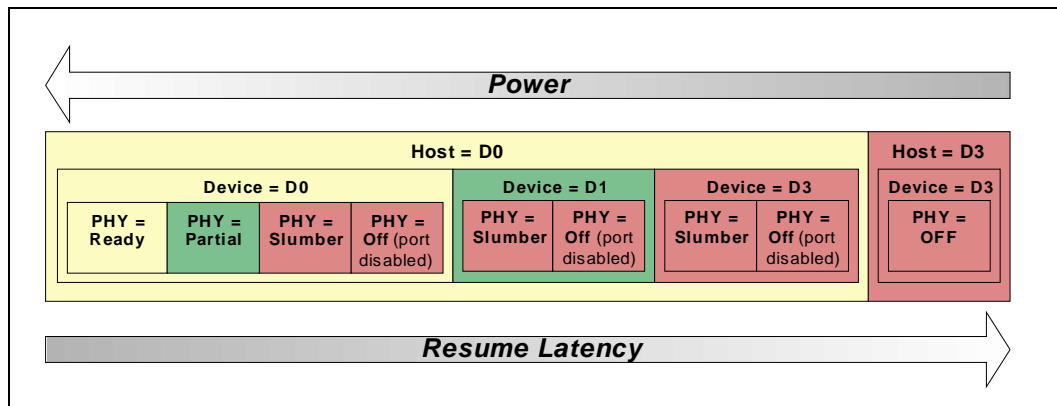 Power
Host = D0
Host = D3
Device = D0
Device = D1
Device = D3
Device = D3
PHY =
Ready
PHY =
Partial
PHY =
Slumber
PHY =
Off (port
disabled)
PHY =
Slumber
PHY =
Off (port
disabled)
PHY =
Slumber
PHY =
Off (port
disabled)
PHY =
OFF
Resume Latency